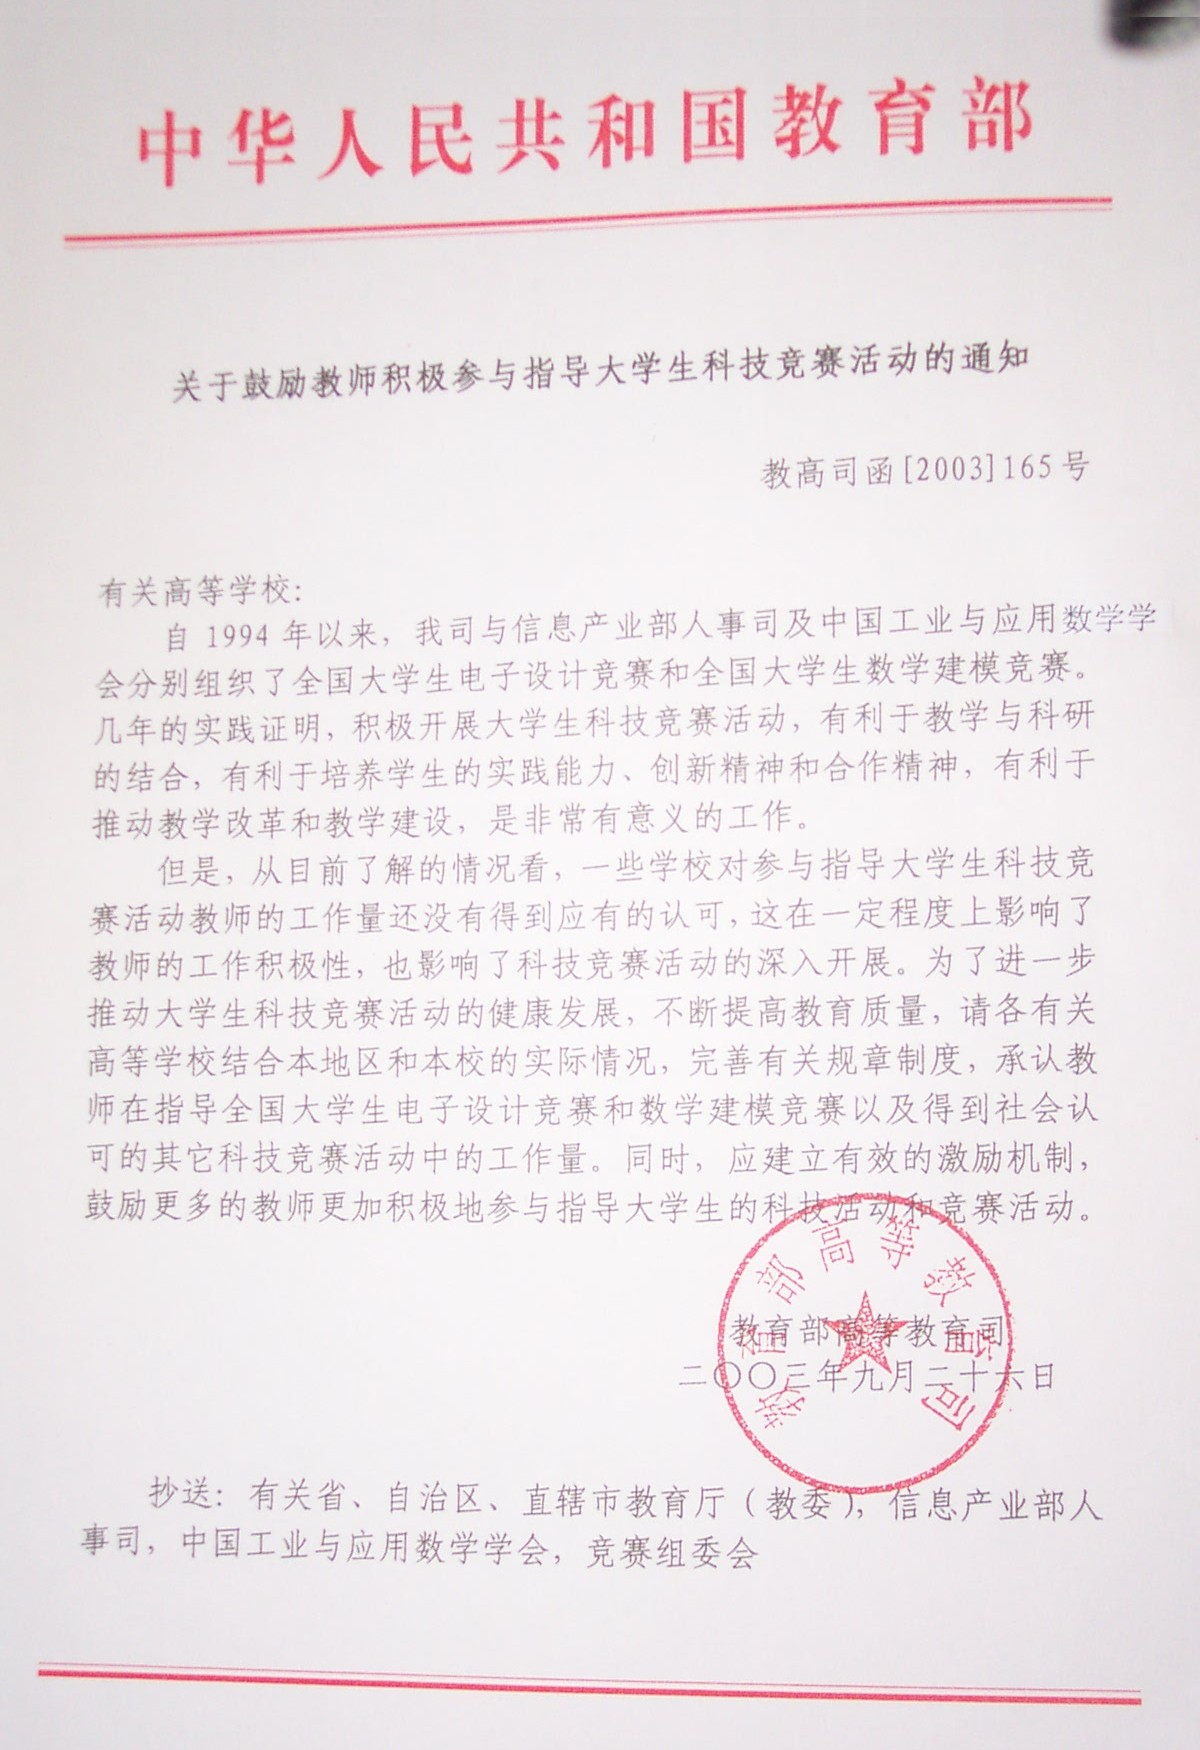 中华人民共和国教育部
关于鼓励教师积极参与指导大学生科技竞赛活动的通知
教高司函[2003]165号
有关高等学校:
自 1994 年以来，我司与信息产业部人事司及中国工业与应用数学学
会分别组织了全国大学生电子设计竞赛和全国大学生数学建模竞赛。
几年的实践证明，积极开展大学生科技竞赛活动，有利于教学与科研
的结合，有利于培养学生的实践能力、创新精神和合作精神，有利于
推动教学改革和教学建设，是非常有意义的工作。
但是，从目前了解的情况看，一些学校对参与指导大学生科技竞
赛活动教师的工作量还没有得到应有的认可，这在一定程度上影响了
教师的工作积极性，也影响了科技竞赛活动的深入开展。为了进一步
推动大学生科技竞赛活动的健康发展，不断提高教育质量，请各有关
高等学校结合本地区和本校的实际情况，完善有关规章制度，承认教
师在指导全国大学生电子设计竞赛和数学建模竞赛以及得到社会认
可的其它科技竞赛活动中的工作量。同时，应建立有效的激励机制，
鼓励更多的教师更加积极地参与指导大学生的科技活动和竞赛活动。
教育部高等教育司
教育部高等教育司
二〇〇三年九月二十六日
抄送：有关省、自治区、直辖市教育厅（教委），信息产业部人
事司，中国工业与应用数学学会，竞赛组委会